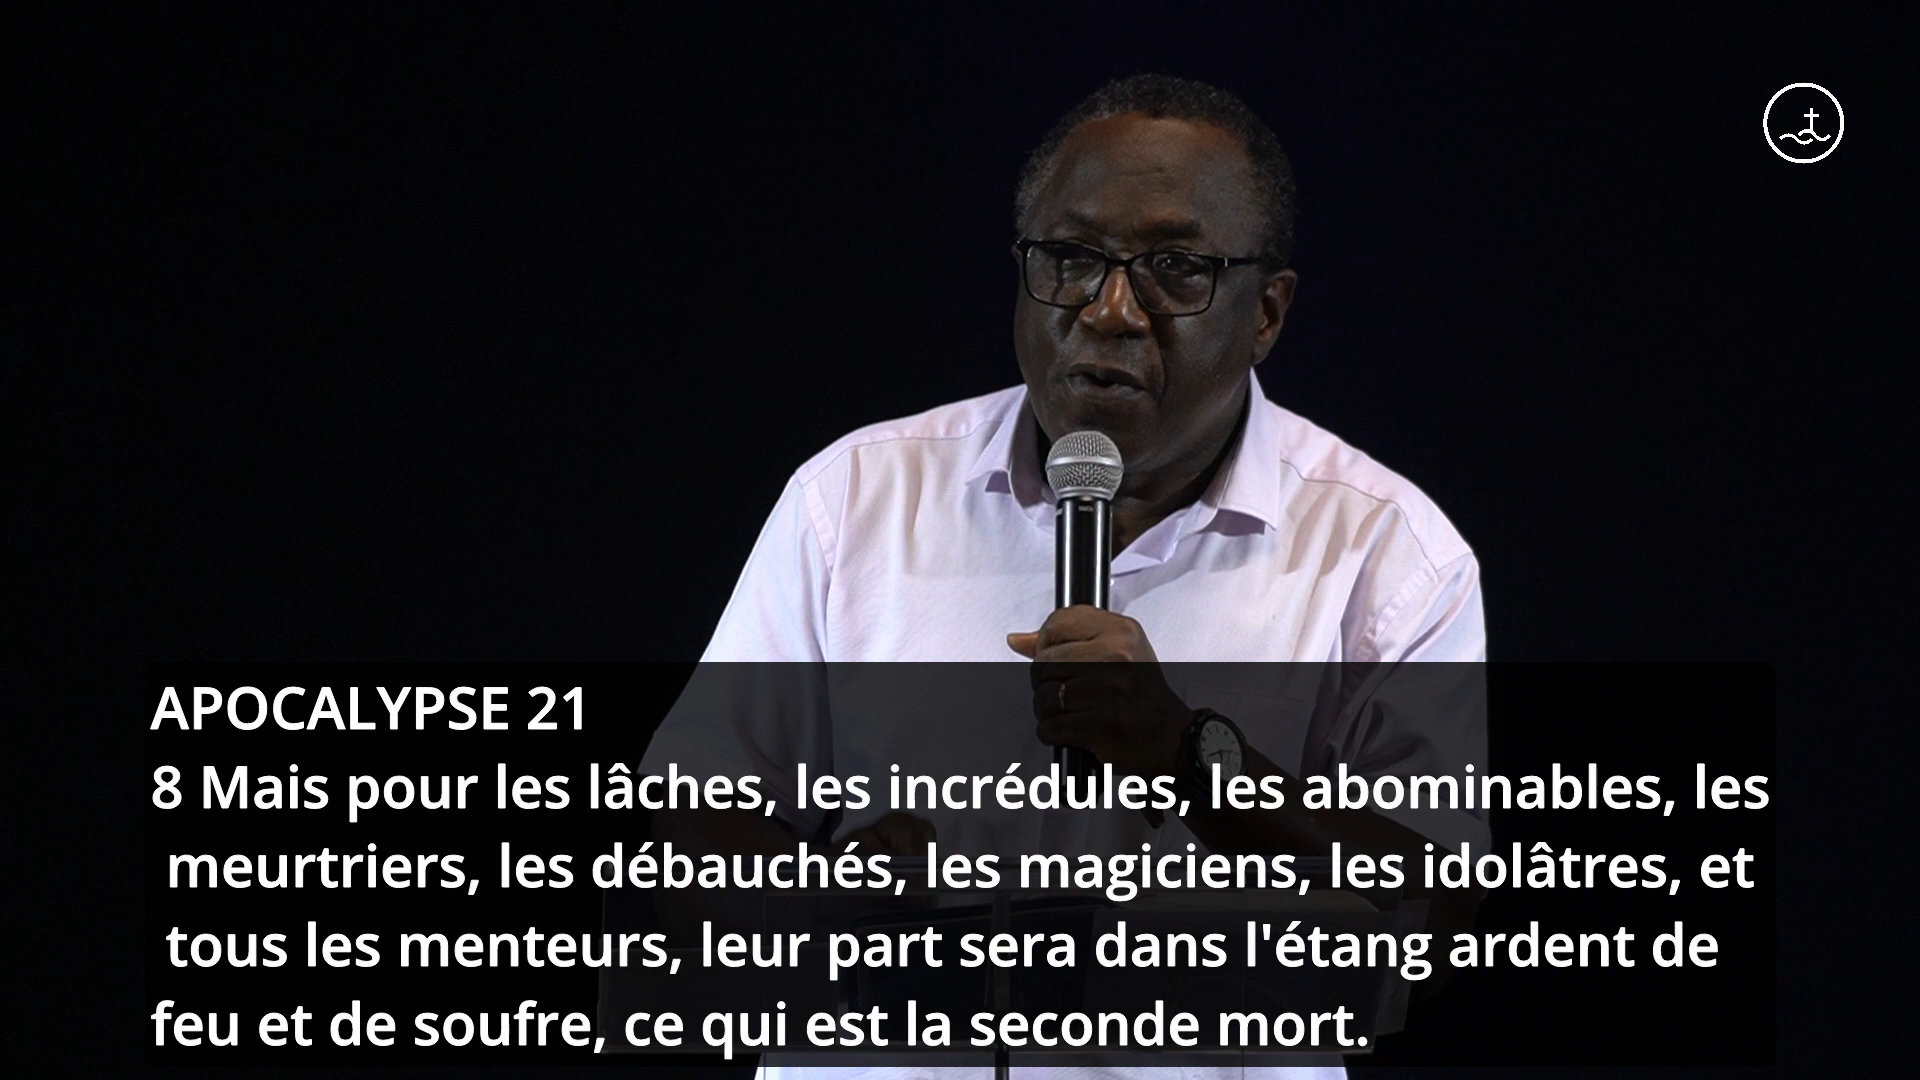 APOCALYPSE 21
8 Mais pour les lâches, les incrédules, les abominables, les
meurtriers, les débauchés, les magiciens, les idolâtres, et
tous les menteurs, leur part sera dans l'étang ardent de
feu et de soufre, ce qui est la seconde mort.